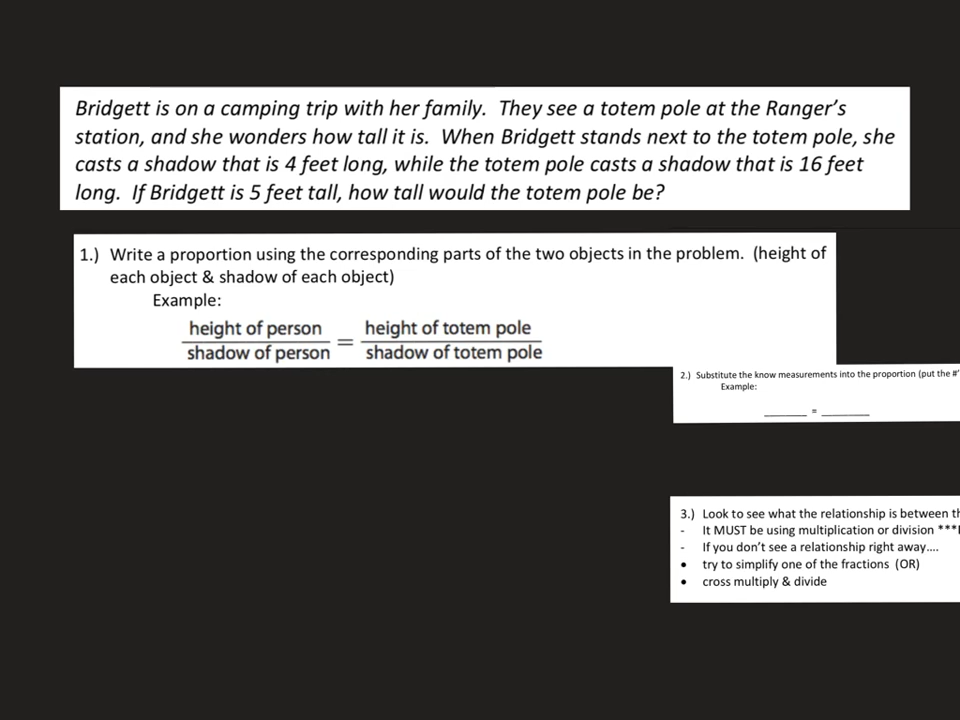 Bridgett is on a camping trip with her family.  They see a totem pole at the Ranger's
station, and she wonders how tall it is.  When Bridgett stands next to the totem pole, she
casts a shadow that is 4 feet long, while the totem pole casts a shadow that is 16 feet
long.  If Bridgett is 5 feet tall, how tall would the totem pole be?
1.) Write a proportion using the corresponding parts of the two objects in the problem.  (height of
each object & shadow of each object)
Example:
height of person = height of totem pole
shadow of person shadow of totem pole
2.) Substitute the know measurements into the proportion (put the #'
Example:
______ = ______
3.) Look to see what the relationship is between
- It MUST be using multiplication or division ***
- If you don't see a relationship right away....
• try to simplify one of the fractions (OR)
• cross multiply & divide